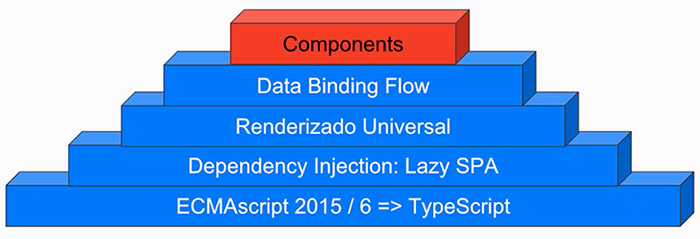 Components
Data Binding Flow
Renderizado Universal
Dependency Injection: Lazy SPA
ECMAscript 2015 / 6 => TypeScript